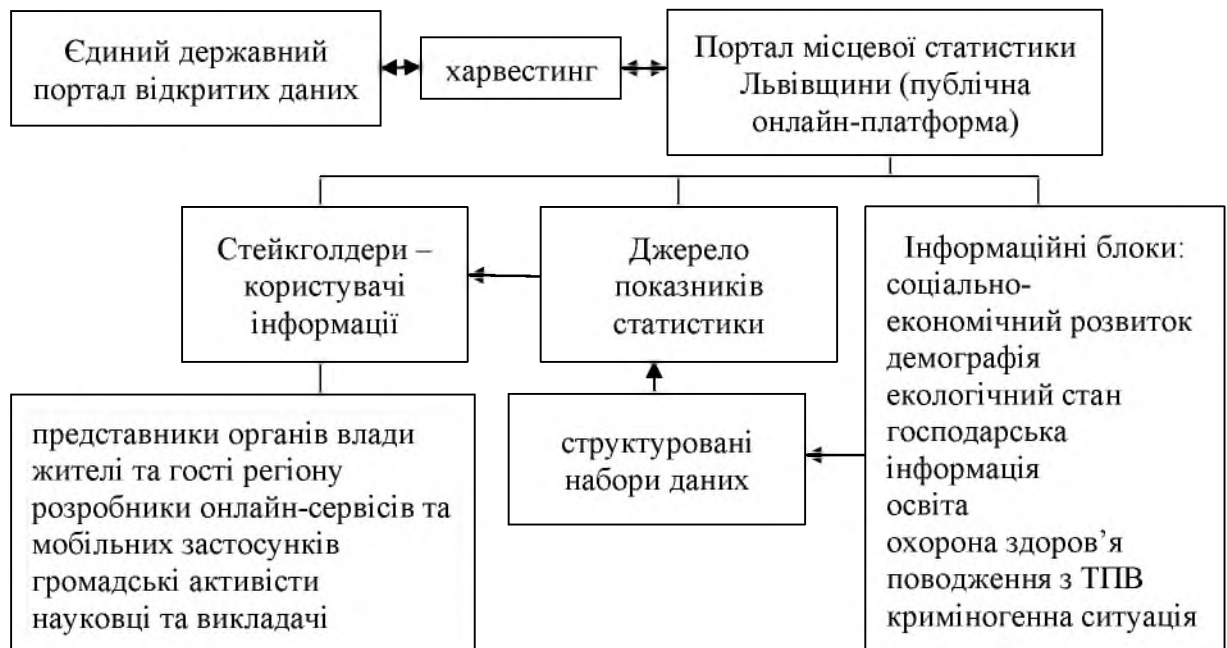 Єдиний державний
портал відкритих даних
харвестинг
Портал місцевої статистики
Львівщини (публічна
онлайн-платформа)
Стейкголдери –
користувачі
інформації
Джерело
показників
статистики
Інформаційні блоки:
соціально-
економічний розвиток
демографія
екологічний стан
господарська
інформація
освіта
охорона здоров’я
поводження з ТПВ
криміногенна ситуація
представники органів влади
жителі та гості регіону
розробники онлайн-сервісів та
мобільних застосунків
громадські активісти
науковці та викладачі
структуровані
набори даних